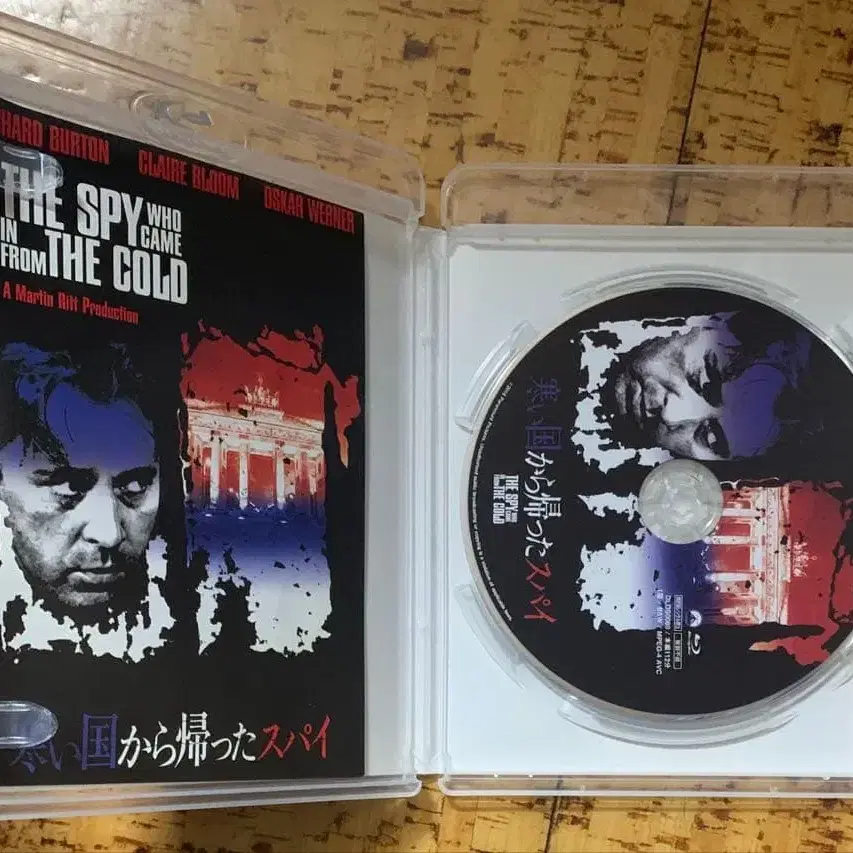 HARD BURTON
CLAIRE BLOOM
OSKAR WERNER
THE SPY WHO
CAME
IN
FROM THE COLD
A Martin Ritt Production
い国から帰ったスパイ
寒い国から帰ったスパイ
THE SPY WHO
CAME
IN
FROM THE COLD
MPEG-4 AVC